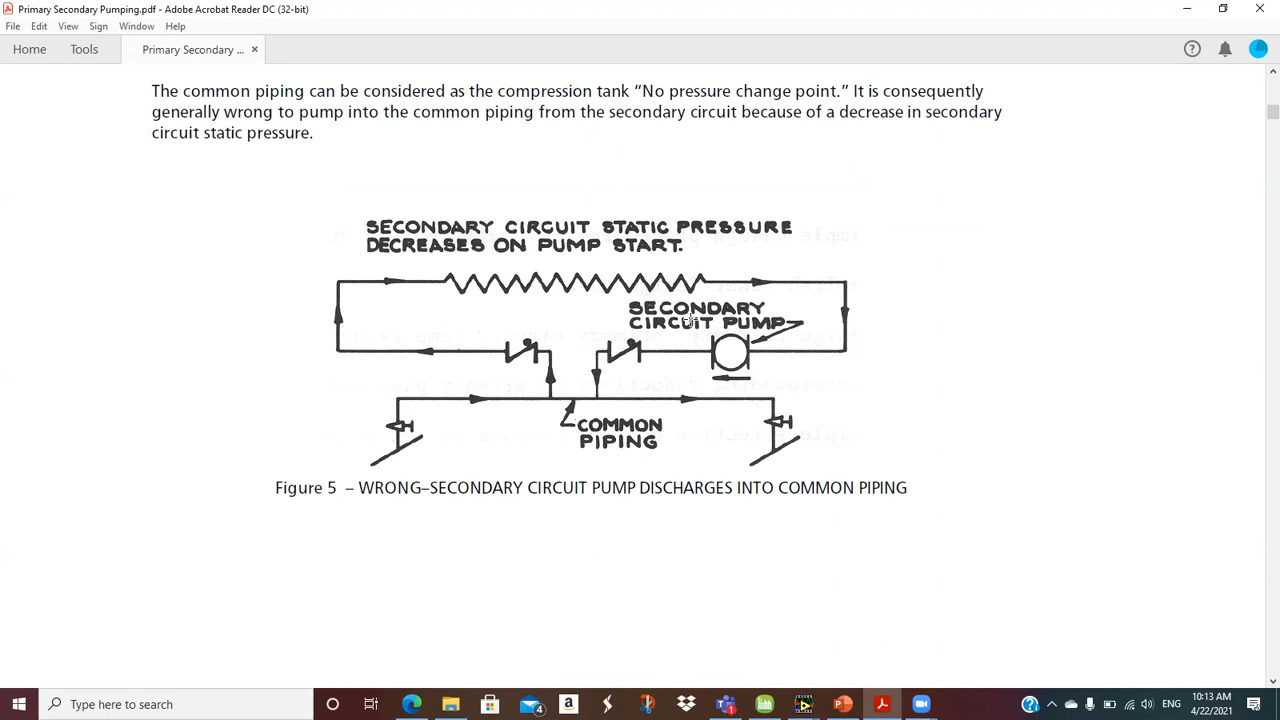 Primary Secondary Pumping.pdf - Adobe Acrobat Reader DC (32-bit)
File Edit View Sign Window Help
Home Tools Primary Secondary ... ×
The common piping can be considered as the compression tank “No pressure change point.” It is consequently
generally wrong to pump into the common piping from the secondary circuit because of a decrease in secondary
circuit static pressure.
SECONDARY CIRCUIT STATIC PRESSURE
DECREASES ON PUMP START.
SECONDARY
CIRCUIT PUMP
COMMON
PIPING
Figure 5 – WRONG–SECONDARY CIRCUIT PUMP DISCHARGES INTO COMMON PIPING
Type here to search
4
1
10:13 AM
4/22/2021